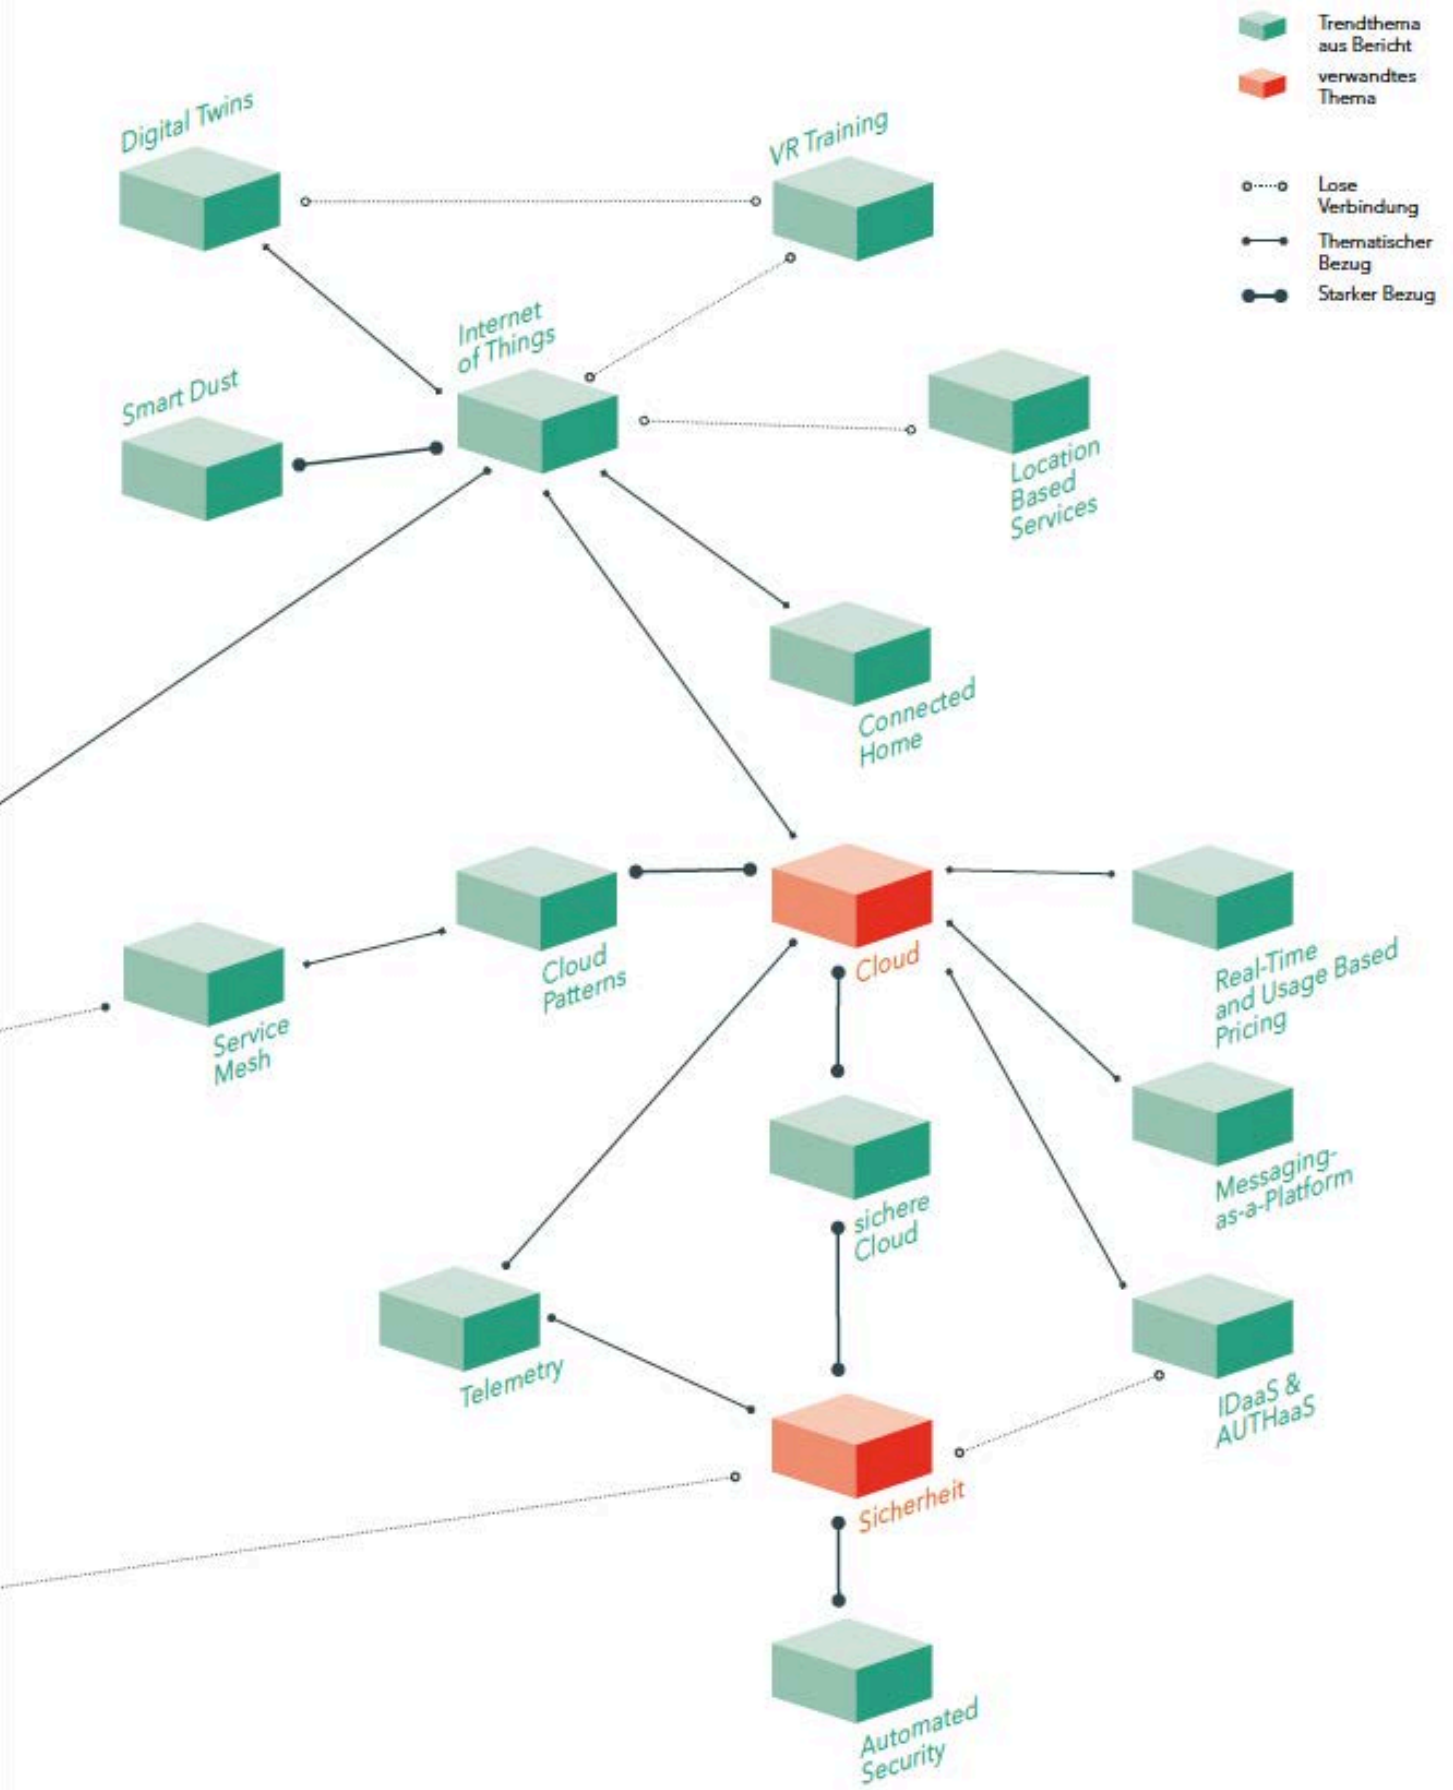 Trendthema
aus Bericht
verwandtes
Thema
Lose
Verbindung
Thematischer
Bezug
Starker Bezug
Digital Twins
VR Training
Internet
of Things
Smart Dust
Location
Based
Services
Connected
Home
Cloud
Patterns
Cloud
Real-Time
and Usage Based
Pricing
Service
Mesh
Messaging-
as-a-Platform
sichere
Cloud
Telemetry
IDaaS &
AUTHaaS
Sicherheit
Automated
Security